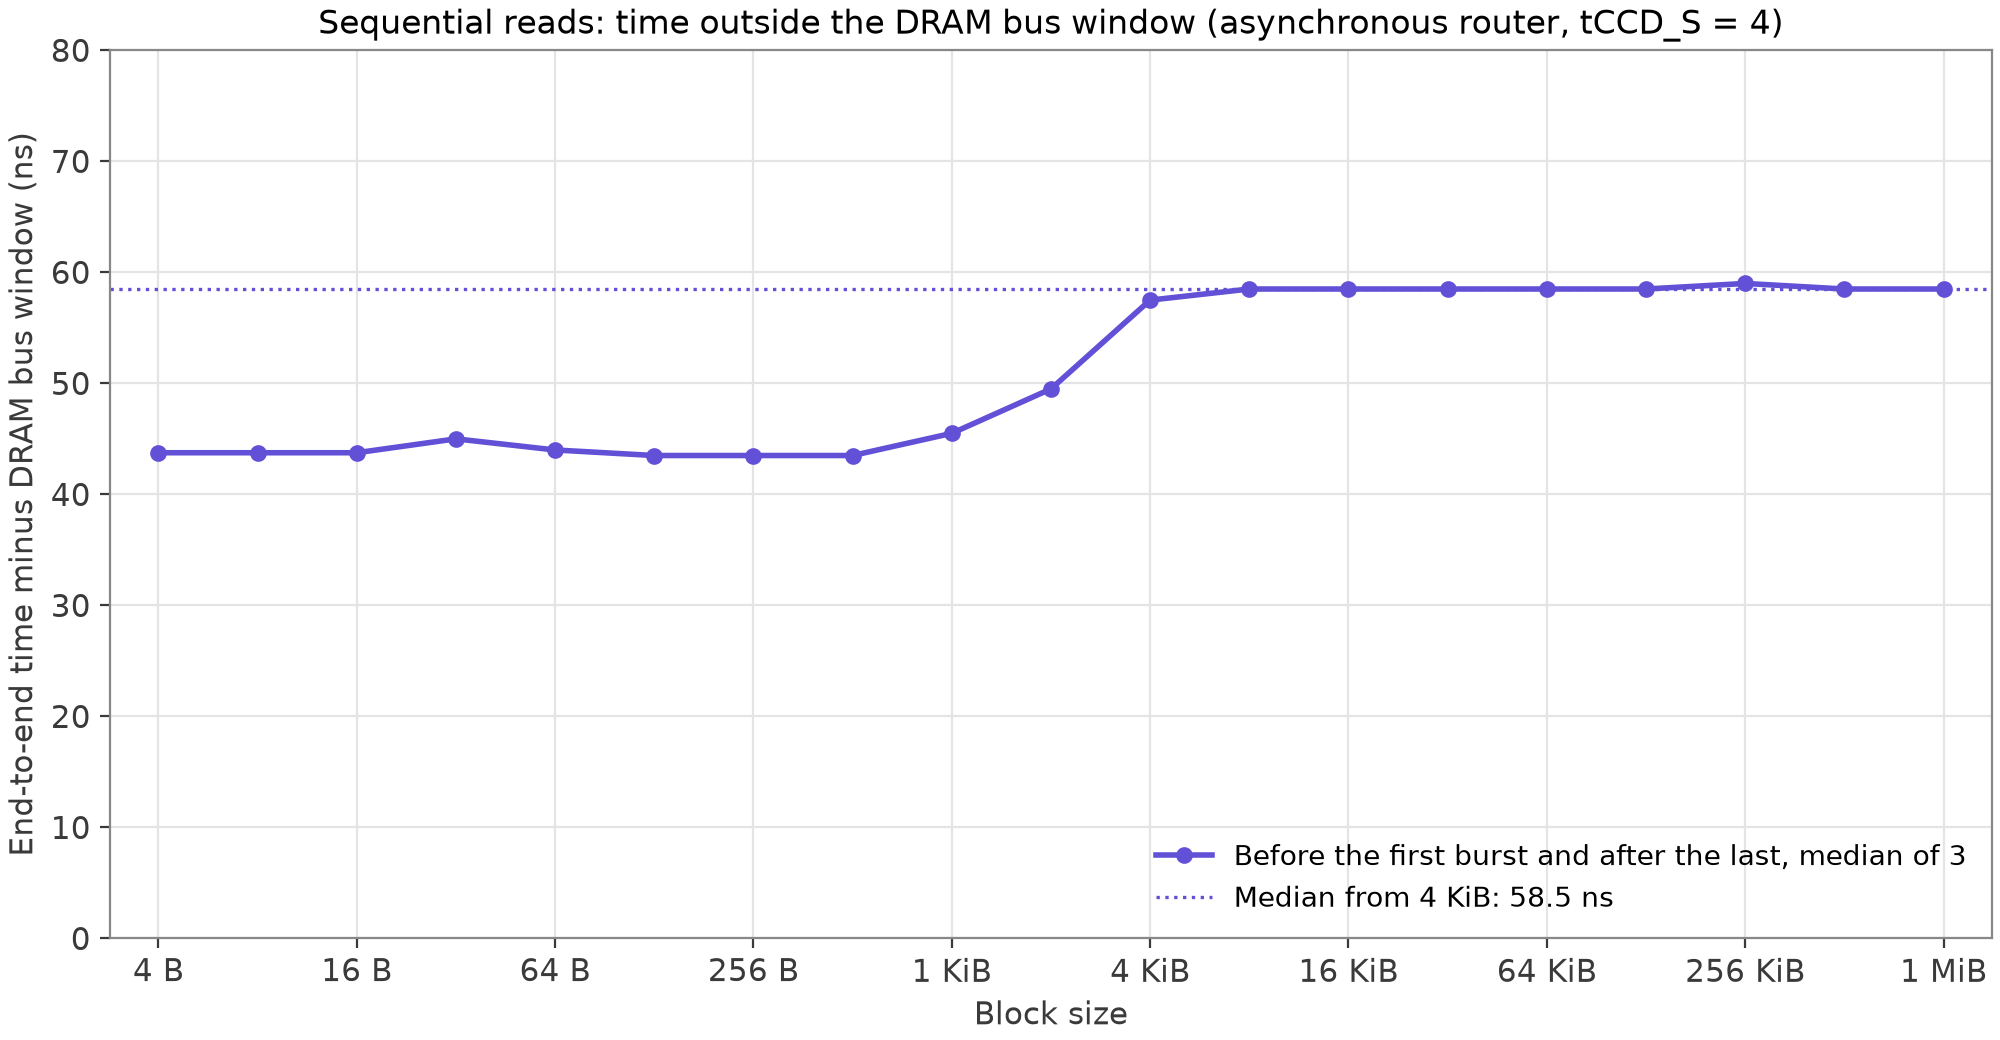 Sequential reads: time outside the DRAM bus window (asynchronous router, tCCD_S = 4)
End-to-end time minus DRAM bus window (ns)
80
70
60
50
40
30
20
10
0
Before the first burst and after the last, median of 3
Median from 4 KiB: 58.5 ns
4 B
16 B
64 B
256 B
1 KiB
4 KiB
16 KiB
64 KiB
256 KiB
1 MiB
Block size